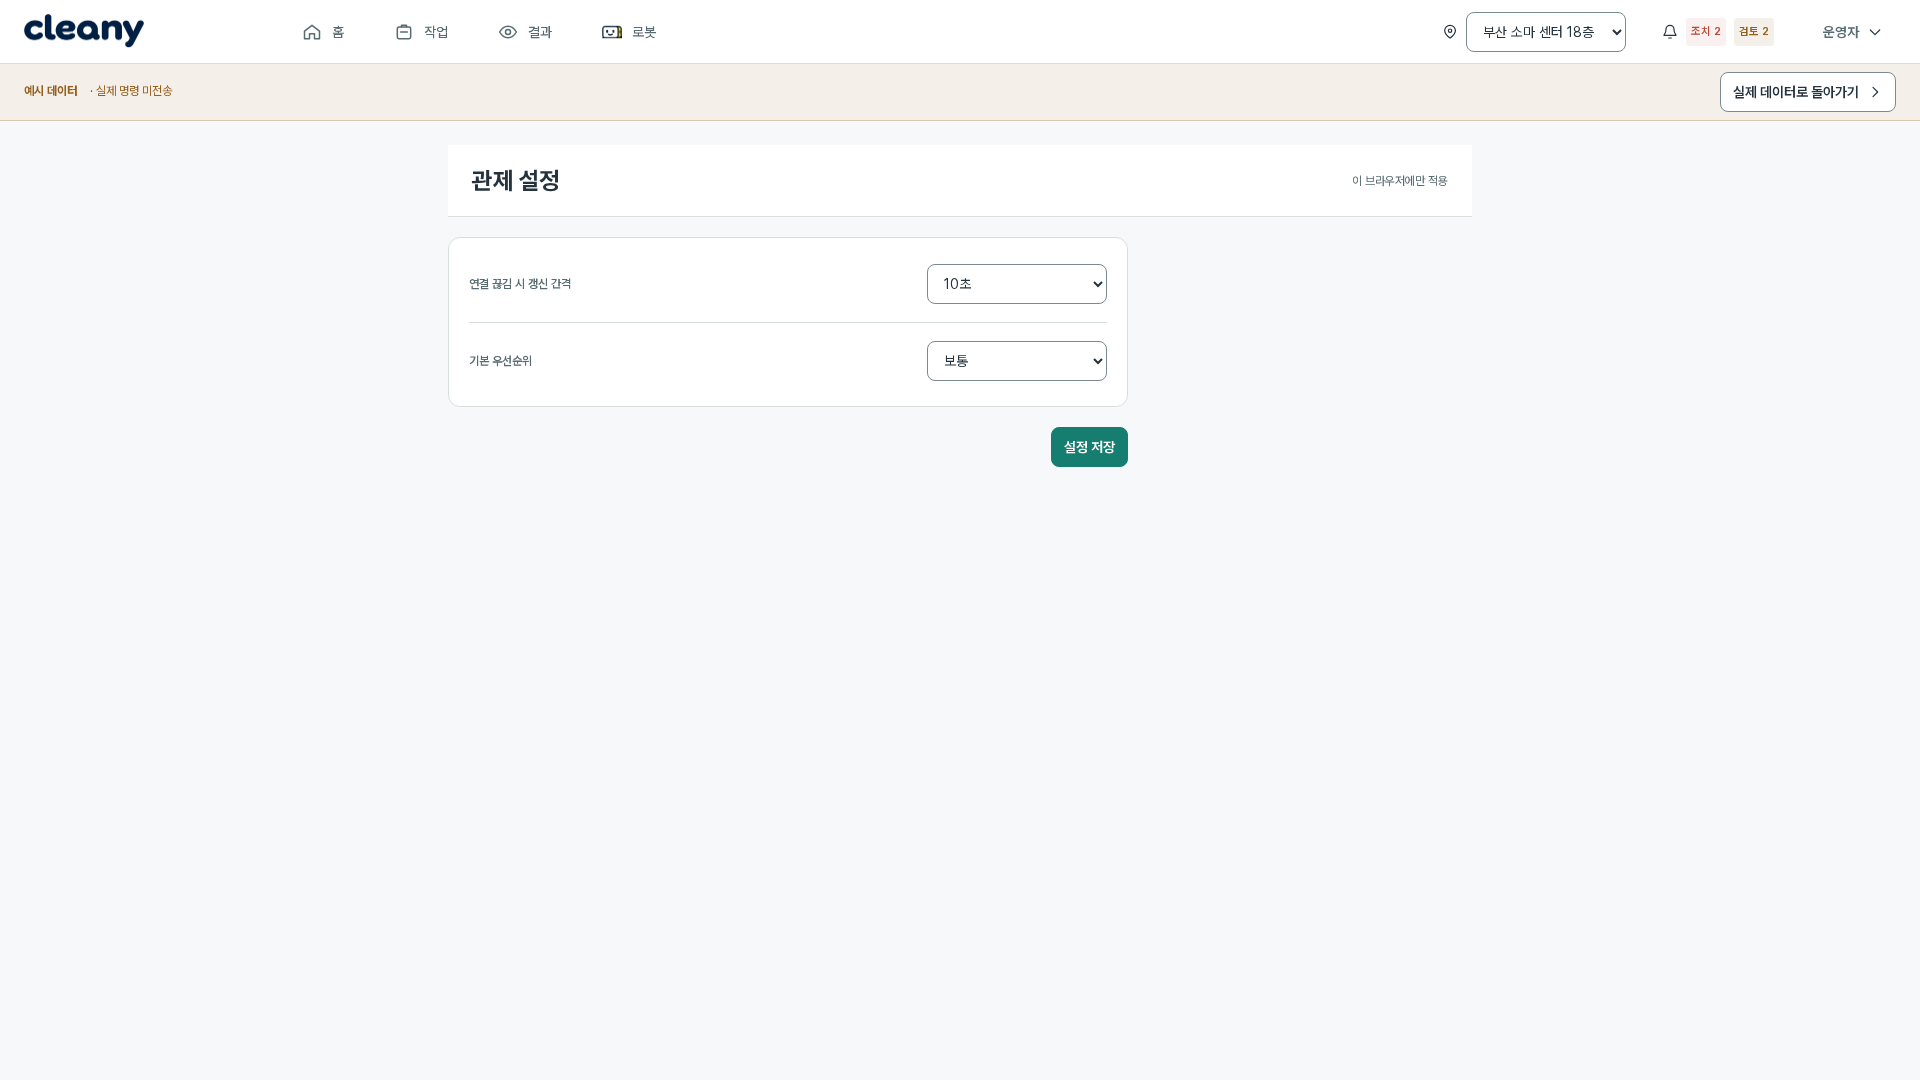 cleany
홈
작업
결과
로봇
부산 소마 센터 18층
조치 2
검토 2
운영자
예시 데이터 · 실제 명령 미전송
실제 데이터로 돌아가기
관제 설정
이 브라우저에만 적용
연결 끊김 시 갱신 간격
10초
기본 우선순위
보통
설정 저장